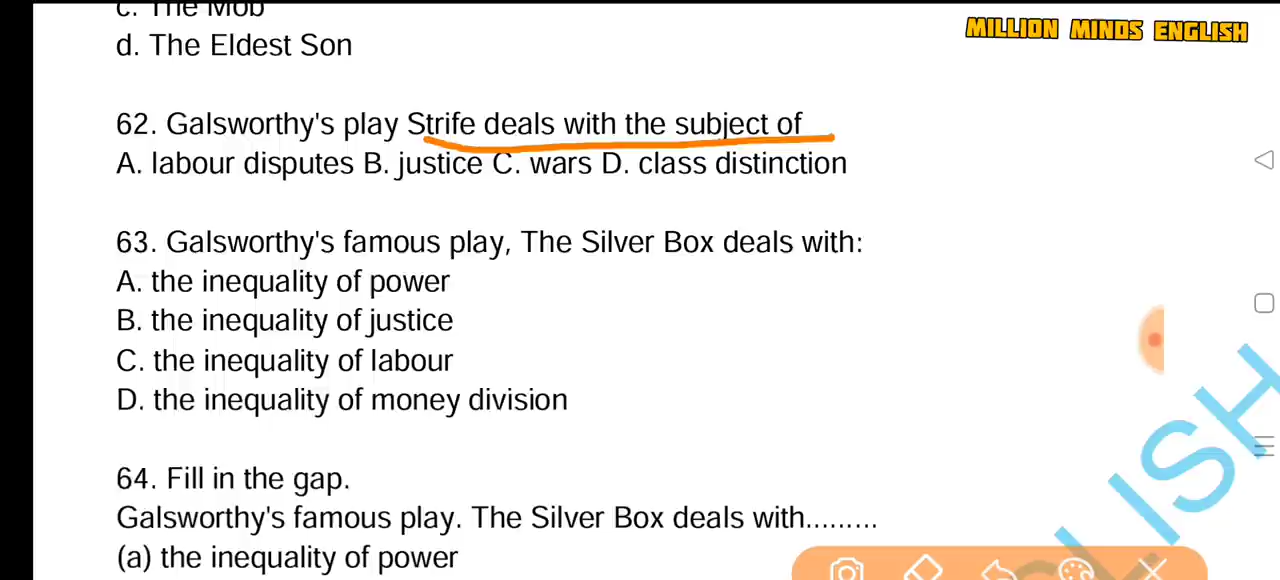 c. The Mob
MILLION MINDS ENGLISH
d. The Eldest Son
62. Galsworthy's play Strife deals with the subject of
A. labour disputes B. justice C. wars D. class distinction
63. Galsworthy's famous play, The Silver Box deals with:
A. the inequality of power
B. the inequality of justice
C. the inequality of labour
D. the inequality of money division
64. Fill in the gap.
Galsworthy's famous play. The Silver Box deals with.........
(a) the inequality of power
LISH